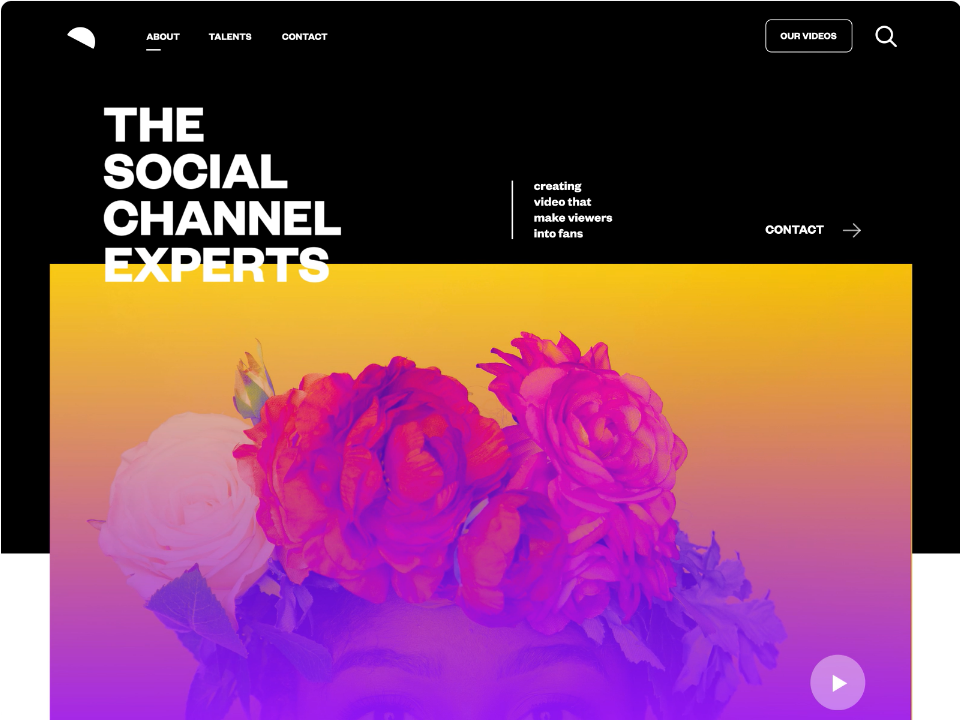 ABOUT
TALENTS
CONTACT
OUR VIDEOS
THE
SOCIAL
CHANNEL
EXPERTS
creating
video that
make viewers
into fans
CONTACT